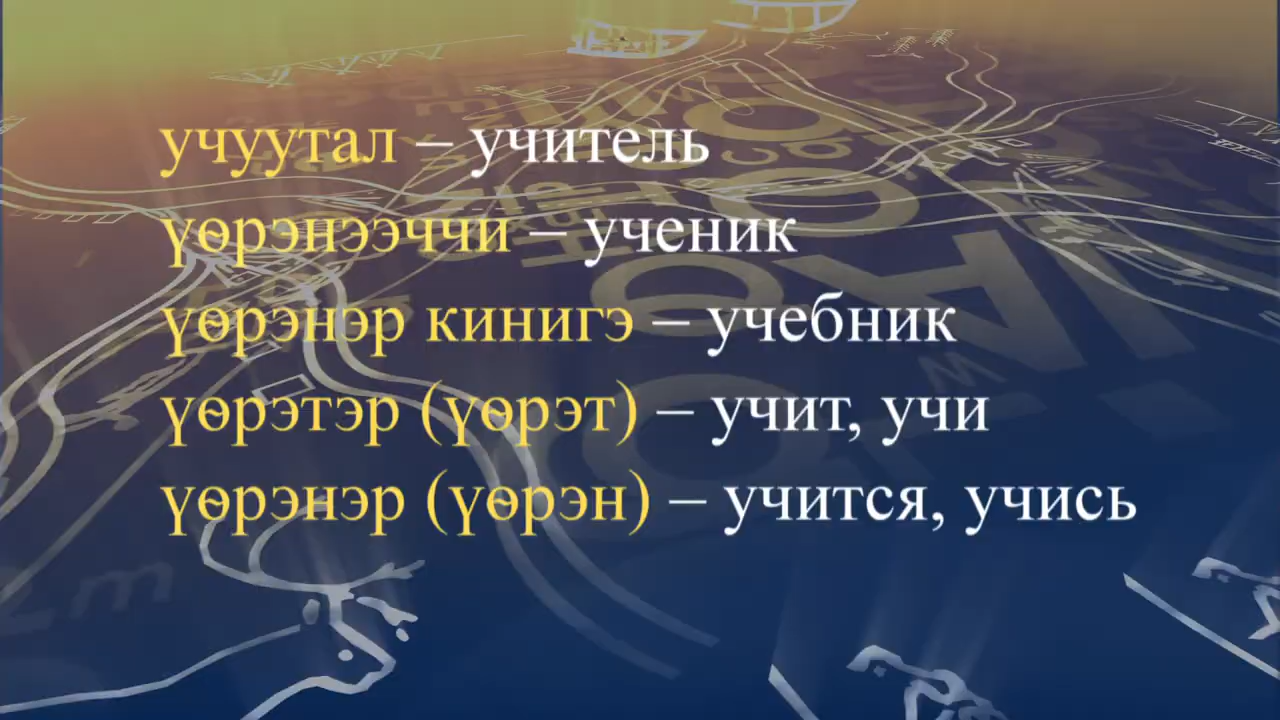 учуутал – учитель
үөрэнээччи – ученик
үөрэнэр кинигэ – учебник
үөрэтэр (үөрэт) – учит, учи
үөрэнэр (үөрэн) – учится, учись